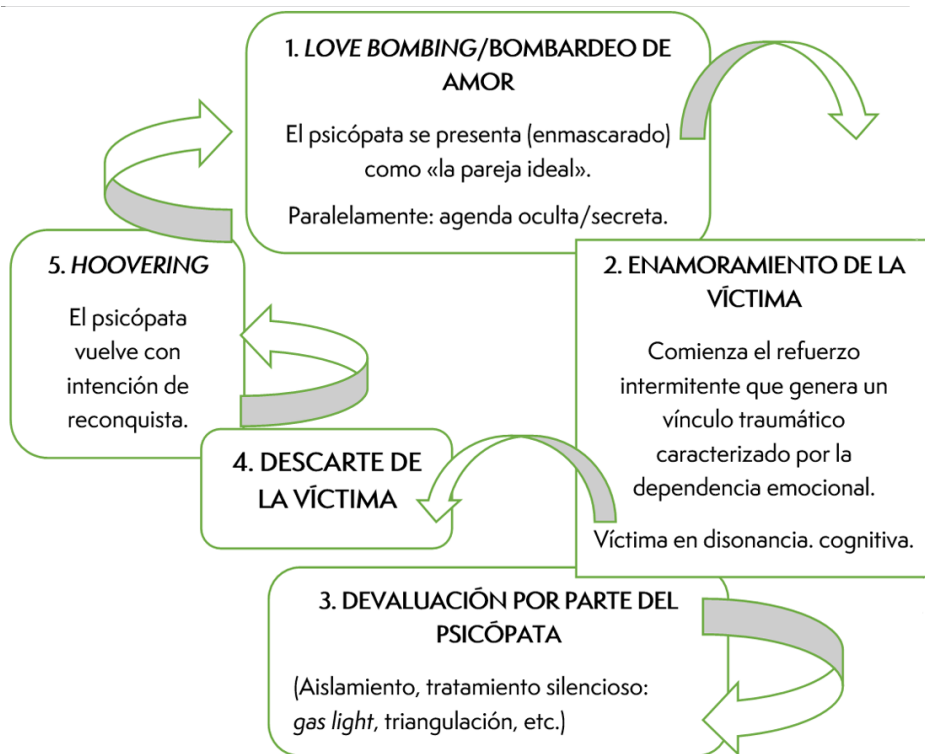 1. LOVE BOMBING/BOMBARDEO DE
AMOR
El psicópata se presenta (enmascarado)
como «la pareja ideal».
Paralelamente: agenda oculta/secreta.
2. ENAMORAMIENTO DE LA
VÍCTIMA
Comienza el refuerzo
intermitente que genera un
vínculo traumático
caracterizado por la
dependencia emocional.
Víctima en disonancia. cognitiva.
3. DEVALUACIÓN POR PARTE DEL
PSICÓPATA
(Aislamiento, tratamiento silencioso:
gas light, triangulación, etc.)
4. DESCARTE DE
LA VÍCTIMA
5. HOOVERING
El psicópata
vuelve con
intención de
reconquista.